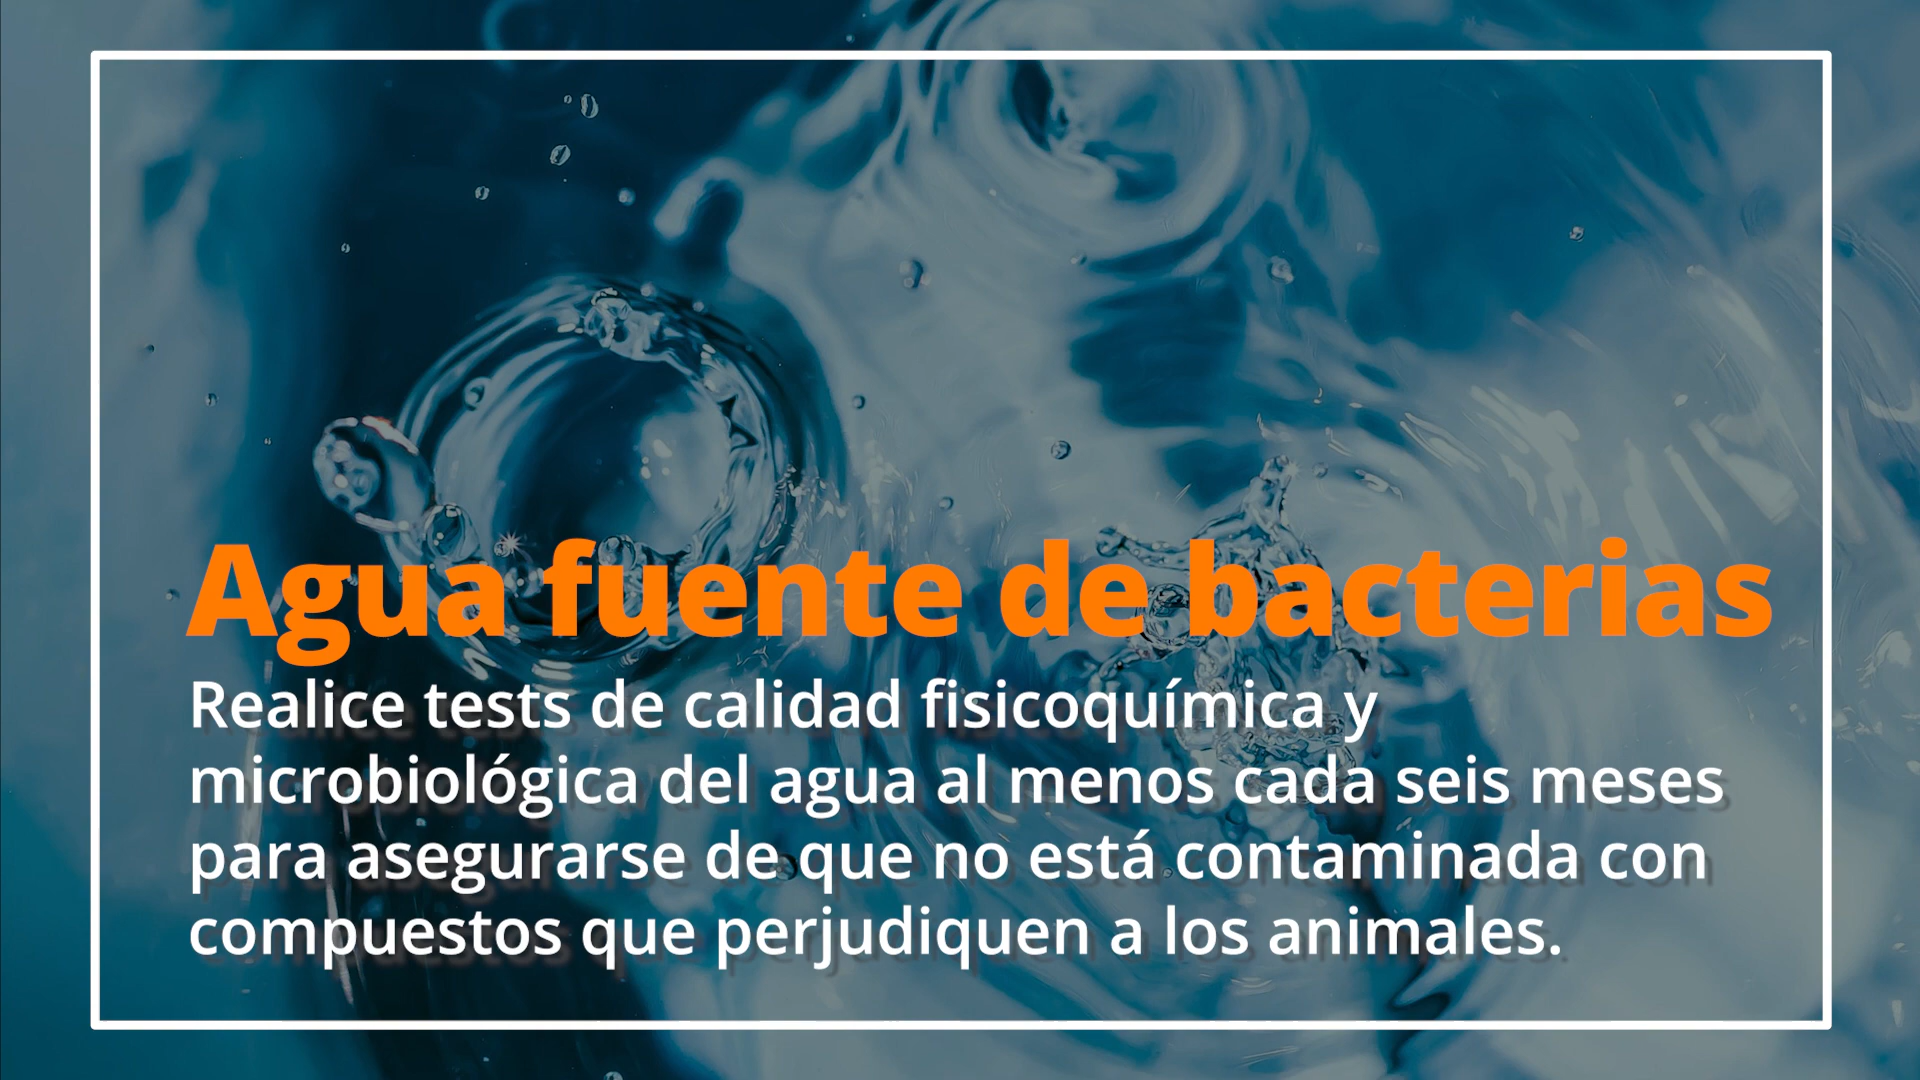 Agua fuente de bacterias
Realice tests de calidad fisicoquímica y
microbiológica del agua al menos cada seis meses
para asegurarse de que no está contaminada con
compuestos que perjudiquen a los animales.